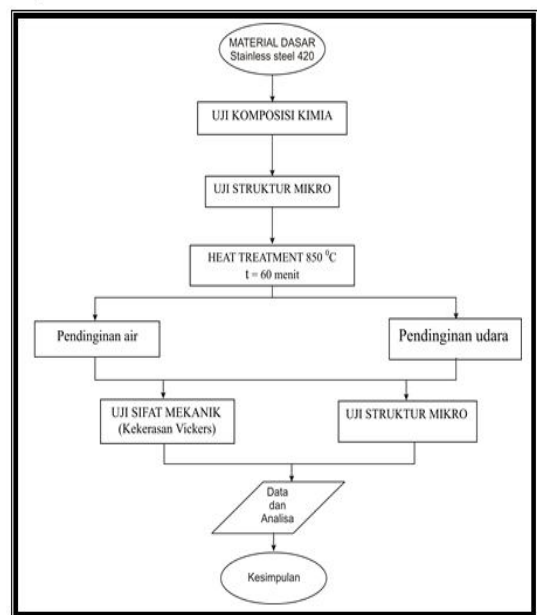 MATERIAL DASAR
Stainless steel 420
UJI KOMPOSISI KIMIA
UJI STRUKTUR MIKRO
HEAT TREATMENT 850 ⁰C
t = 60 menit
Pendinginan air
Pendinginan udara
UJI SIFAT MEKANIK
(Kekerasan Vickers)
UJI STRUKTUR MIKRO
Data
dan
Analisa
Kesimpulan